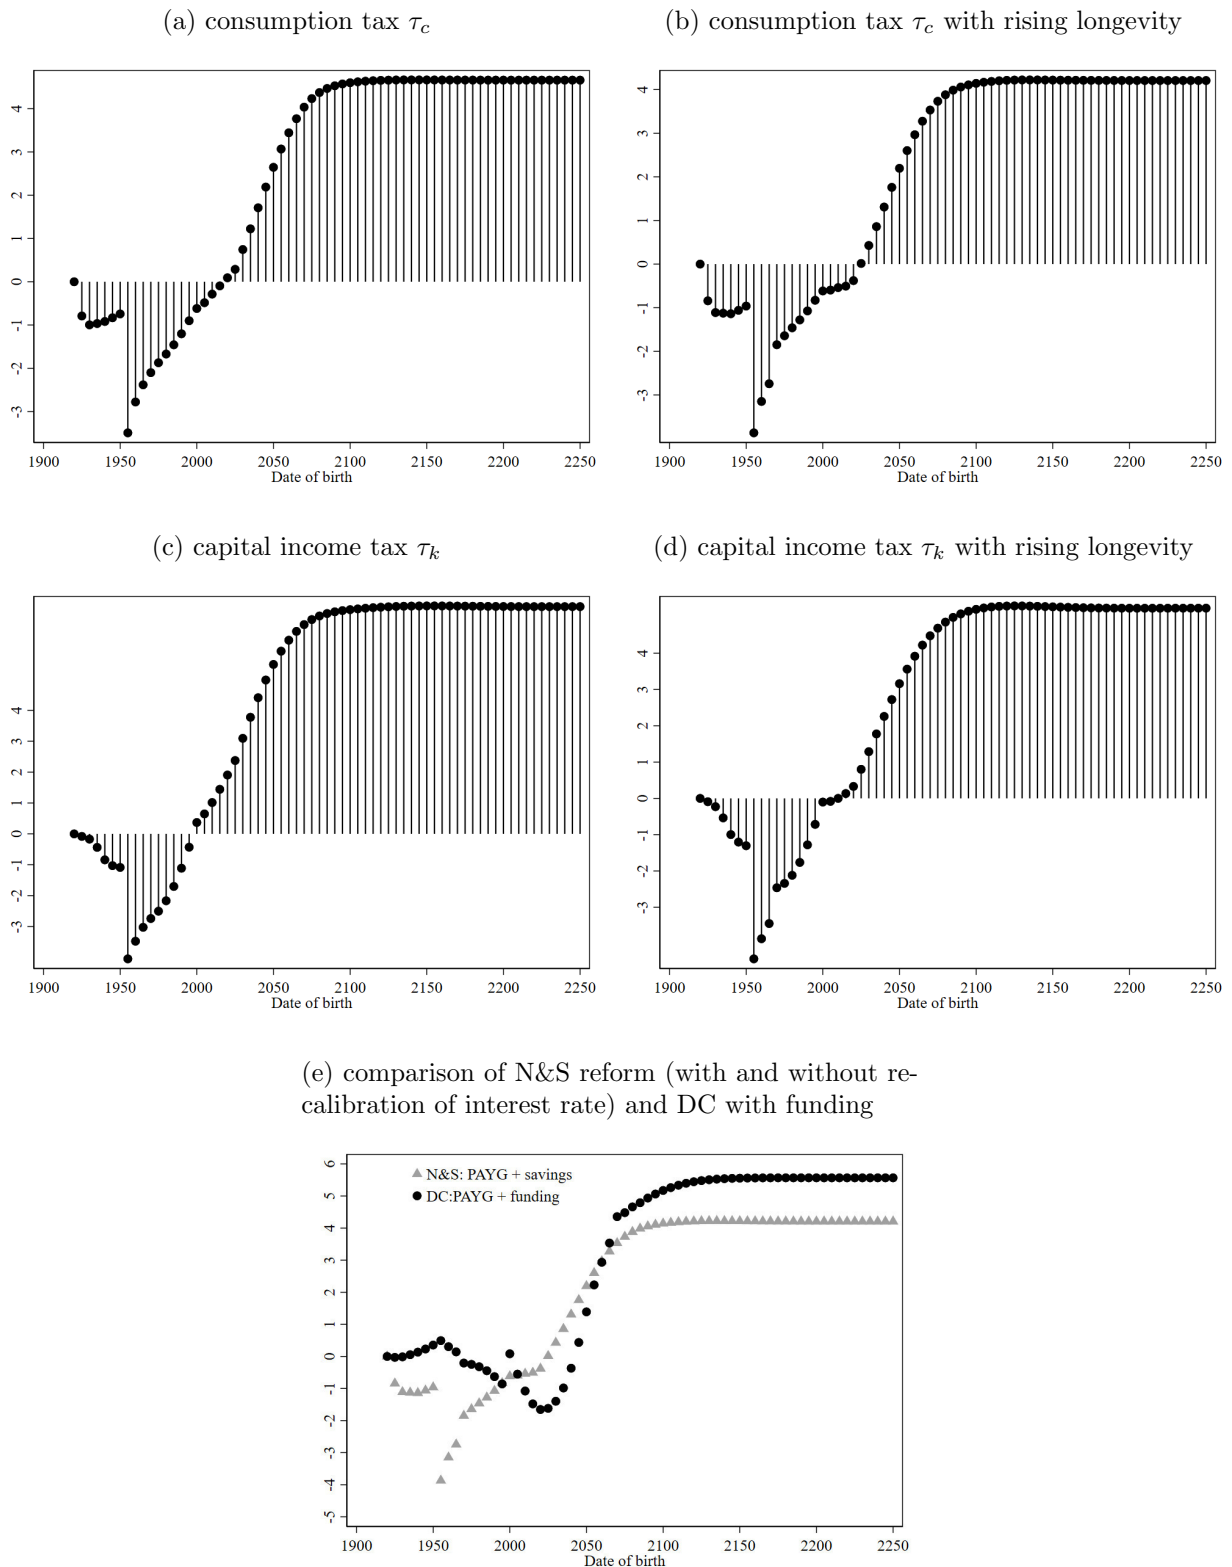 (a) consumption tax τc
(b) consumption tax τc with rising longevity
4
3
2
1
0
-1
-2
-3
1900 1950 2000 2050 2100 2150 2200 2250
Date of birth
4
3
2
1
0
-1
-2
-3
1900 1950 2000 2050 2100 2150 2200 2250
Date of birth
(c) capital income tax τk
(d) capital income tax τk with rising longevity
4
3
2
1
0
-1
-2
-3
1900 1950 2000 2050 2100 2150 2200 2250
Date of birth
4
3
2
1
0
-1
-2
-3
1900 1950 2000 2050 2100 2150 2200 2250
Date of birth
(e) comparison of N&S reform (with and without re-
calibration of interest rate) and DC with funding
N&S: PAYG + savings
DC:PAYG + funding
6
5
4
3
2
1
0
-1
-2
-3
-4
-5
1900 1950 2000 2050 2100 2150 2200 2250
Date of birth